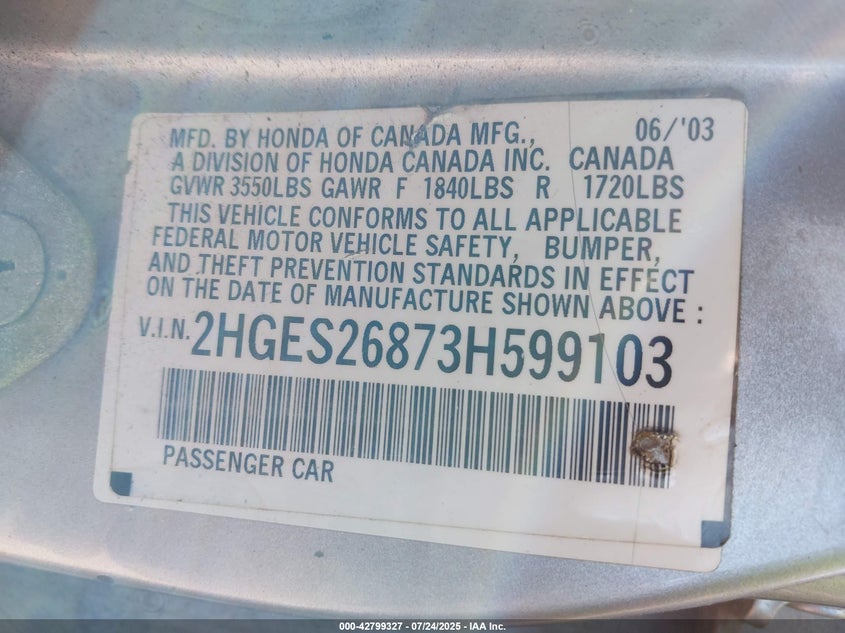 MFD. BY HONDA OF CANADA MFG., 06/'03
A DIVISION OF HONDA CANADA INC. CANADA
GVWR 3550LBS GAWR F 1840LBS R 1720LBS
THIS VEHICLE CONFORMS TO ALL APPLICABLE
FEDERAL MOTOR VEHICLE SAFETY, BUMPER,
AND THEFT PREVENTION STANDARDS IN EFFECT
ON THE DATE OF MANUFACTURE SHOWN ABOVE :
V.I.N. 2HGES26873H599103
PASSENGER CAR
000-42799327 - 07/24/2025 - IAA Inc.